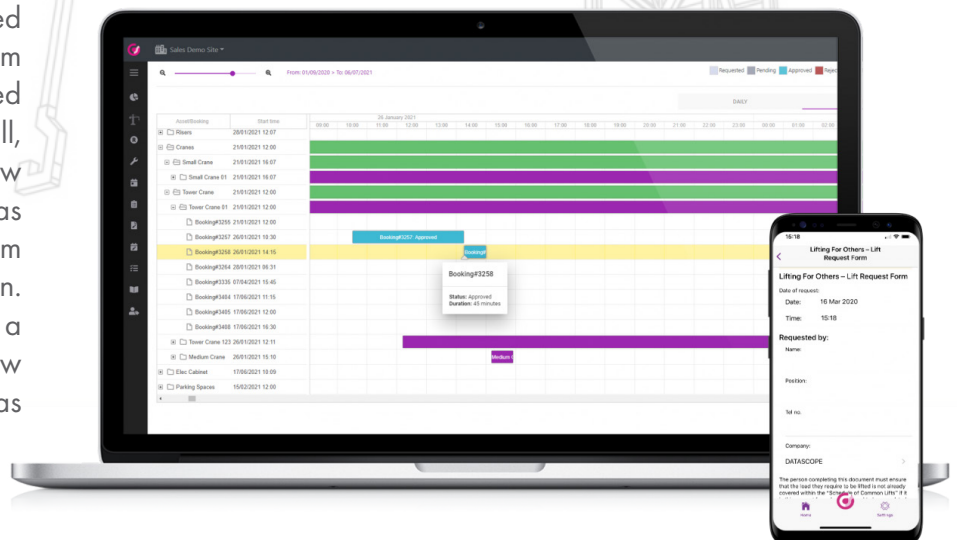 ed
m
ed
ll,
w
as
m
n.
a
w
as
Sales Demo Site
From: 01/09/2020 > To: 06/07/2021
Requested Pending Approved Rejec
DAILY
26 January 2021
Asset/Booking Start time
09:00 10:00 11:00 12:00 13:00 14:00 15:00 16:00 17:00 18:00 19:00 20:00 21:00 22:00 23:00 00:00 01:00 02:00
Risers 28/01/2021 12:07
Cranes 21/01/2021 12:00
Small Crane 21/01/2021 16:07
Small Crane 01 21/01/2021 16:07
Tower Crane 21/01/2021 12:00
Tower Crane 01 21/01/2021 12:00
Booking#3255 21/01/2021 12:00
Booking#3257 26/01/2021 10:30 Booking#3257 Approved
Booking#3258 26/01/2021 14:15 Booking#
Booking#3264 28/01/2021 06:31
Booking#3336 07/04/2021 15:45
Booking#3404 17/06/2021 11:15
Booking#3405 17/06/2021 12:00
Booking#3408 17/06/2021 16:30
Tower Crane 123 26/01/2021 12:11
Medium Crane 26/01/2021 15:10 Medium
Elec Cabinet 17/06/2021 10:09
Parking Spaces 15/02/2021 12:00
Booking#3258
Status: Approved
Duration: 45 minutes
15:18
Lifting For Others – Lift
Request Form
Lifting For Others – Lift Request Form
Date of request:
Date: 16 Mar 2020
Time: 15:18
Requested by:
Name:
Position:
Tel no.
Company:
DATASCOPE
The person completing this document must ensure
that the load they require to be lifted is not already
covered within the "Schedule of Common Lifts" if it
Home Settings